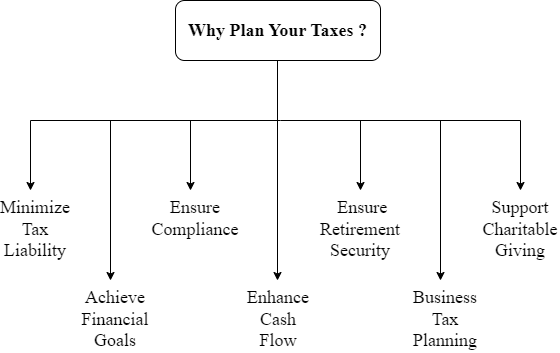 Why Plan Your Taxes ?
Minimize
Tax
Liability
Ensure
Compliance
Ensure
Retirement
Security
Support
Charitable
Giving
Achieve
Financial
Goals
Enhance
Cash
Flow
Business
Tax
Planning